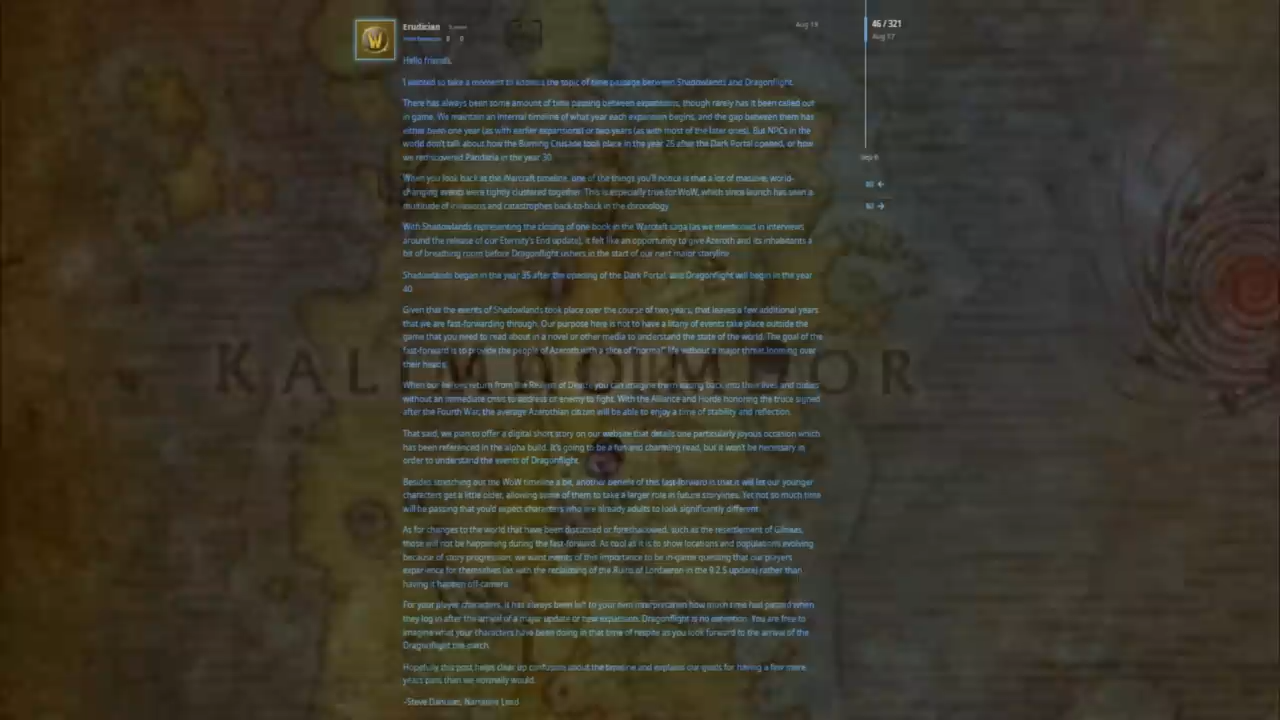 Erudician
Aug 19
46 / 321
Aug 17
Hello friends,
I wanted to take a moment to address the topic of time passage between Shadowlands and Dragonflight.
There has always been some amount of time passing between expansions, though rarely has it been called out
in game. We maintain an internal timeline of what year each expansion begins, and the gap between them has
either been one year (as with earlier expansions) or two years (as with most of the later ones). But NPCs in the
world don't talk about how the Burning Crusade took place in the year 26 after the Dark Portal opened, or how
we rediscovered Pandaria in the year 30.
Sep 6
When you look back at the Warcraft timeline, one of the things you'll notice is that a lot of massive, world-
changing events were tightly clustered together. This is especially true for WoW, which since launch has seen a
multitude of invasions and catastrophes back-to-back in the chronology.
With Shadowlands representing the closing of one book in the Warcraft saga (as we mentioned in interviews
around the release of our Eternity's End update), it felt like an opportunity to give Azeroth and its inhabitants a
bit of breathing room before Dragonflight ushers in the start of our next major storyline.
Shadowlands began in the year 35 after the opening of the Dark Portal, and Dragonflight will begin in the year
40.
Given that the events of Shadowlands took place over the course of two years, that leaves a few additional years
that we are fast-forwarding through. Our purpose here is not to have a litany of events take place outside the
game that you need to read about in a novel or other media to understand the state of the world. The goal of the
fast-forward is to provide the people of Azeroth with a slice of "normal" life without a major threat looming over
their heads.
KALIMDOR
When our heroes return from the Realm of Death, you can imagine them easing back into their lives and duties
without an immediate crisis to address or enemy to fight. With the Alliance and Horde honoring the truce signed
after the Fourth War, the average Azerothian citizen will be able to enjoy a time of stability and reflection.
That said, we plan to offer a digital short story on our website that details one particularly joyous occasion which
has been referenced in the alpha build. It's going to be a fun and charming read, but it won't be necessary in
order to understand the events of Dragonflight.
Besides stretching out the WoW timeline a bit, another benefit of this fast-forward is that it will let our younger
characters get a little older, allowing some of them to take a larger role in future storylines. Yet not so much time
will be passing that you'd expect characters who are already adults to look significantly different.
As for changes to the world that have been discussed or foreshadowed, such as the resettlement of Gilneas,
those will not be happening during the fast-forward. As cool as it is to show locations and populations evolving
because of story progression, we want events of this importance to be in-game questing that our players
experience for themselves (as with the reclaiming of the Ruins of Lordaeron in the 9.2.5 update) rather than
having it happen off-camera.
For your player characters, it has always been left to your own interpretation how much time had passed when
they log in after the arrival of a major update or new expansion. Dragonflight is no exception. You are free to
imagine what your characters have been doing in that time of respite as you look forward to the arrival of the
Dragonflight pre-patch.
Hopefully this post helps clear up confusion about the timeline and explains our goals for having a few more
years pass than we normally would.
-Steve Danuser, Narrative Lead